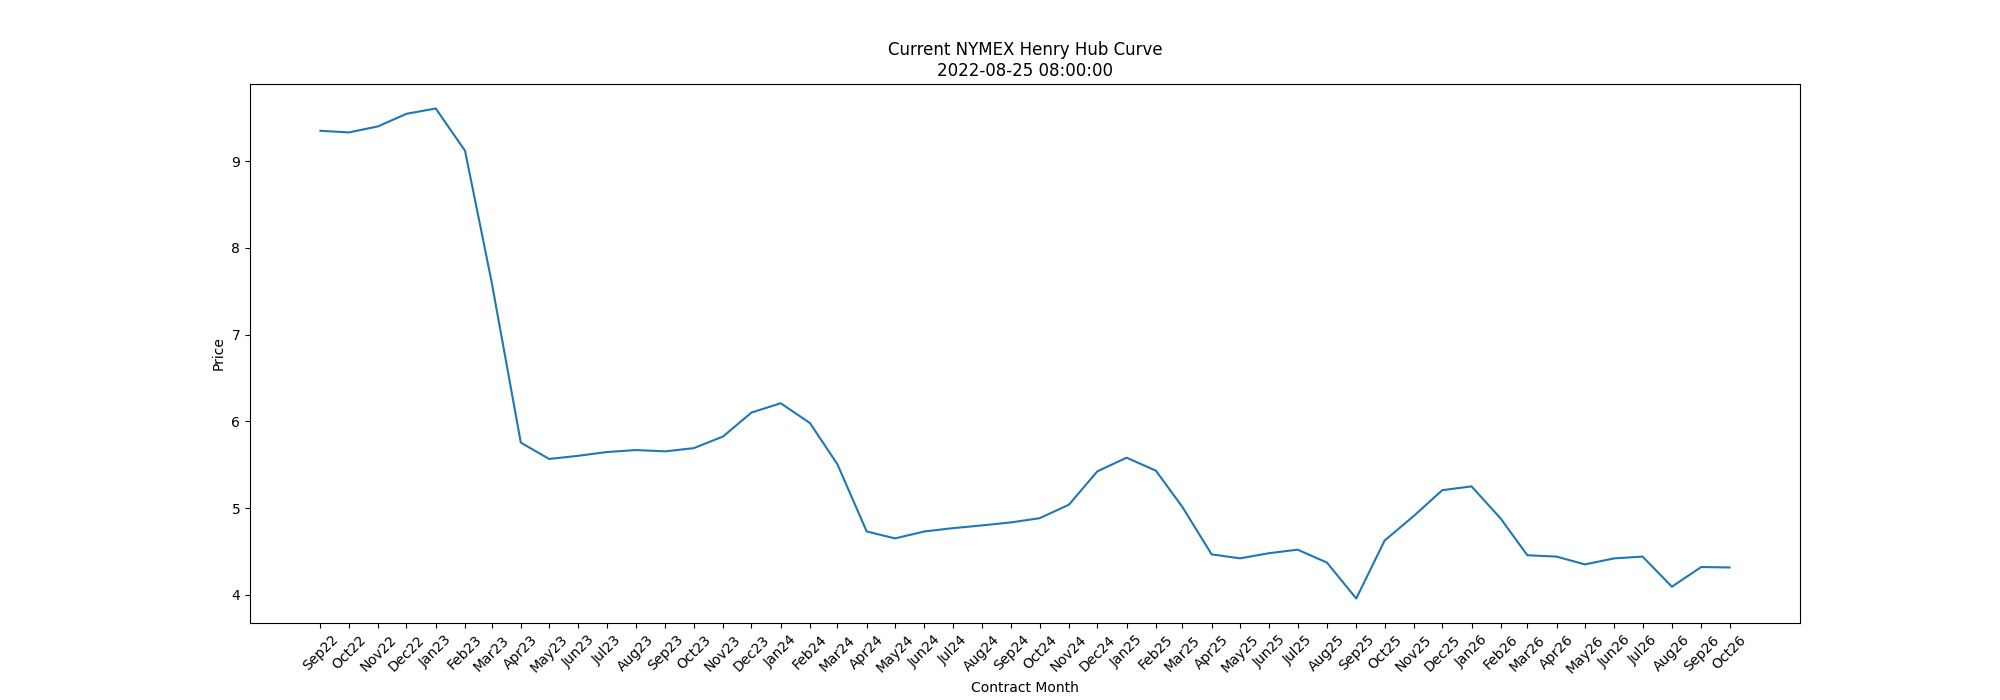 Current NYMEX Henry Hub Curve
2022-08-25 08:00:00
Price
9
8
7
6
5
4
Sep22
Oct22
Nov22
Dec22
Jan23
Feb23
Mar23
Apr23
May23
Jun23
Jul23
Aug23
Sep23
Oct23
Nov23
Dec23
Jan24
Feb24
Mar24
Apr24
May24
Jun24
Jul24
Aug24
Sep24
Oct24
Nov24
Dec24
Jan25
Feb25
Mar25
Apr25
May25
Jun25
Jul25
Aug25
Sep25
Oct25
Nov25
Dec25
Jan26
Feb26
Mar26
Apr26
May26
Jun26
Jul26
Aug26
Sep26
Oct26
Contract Month